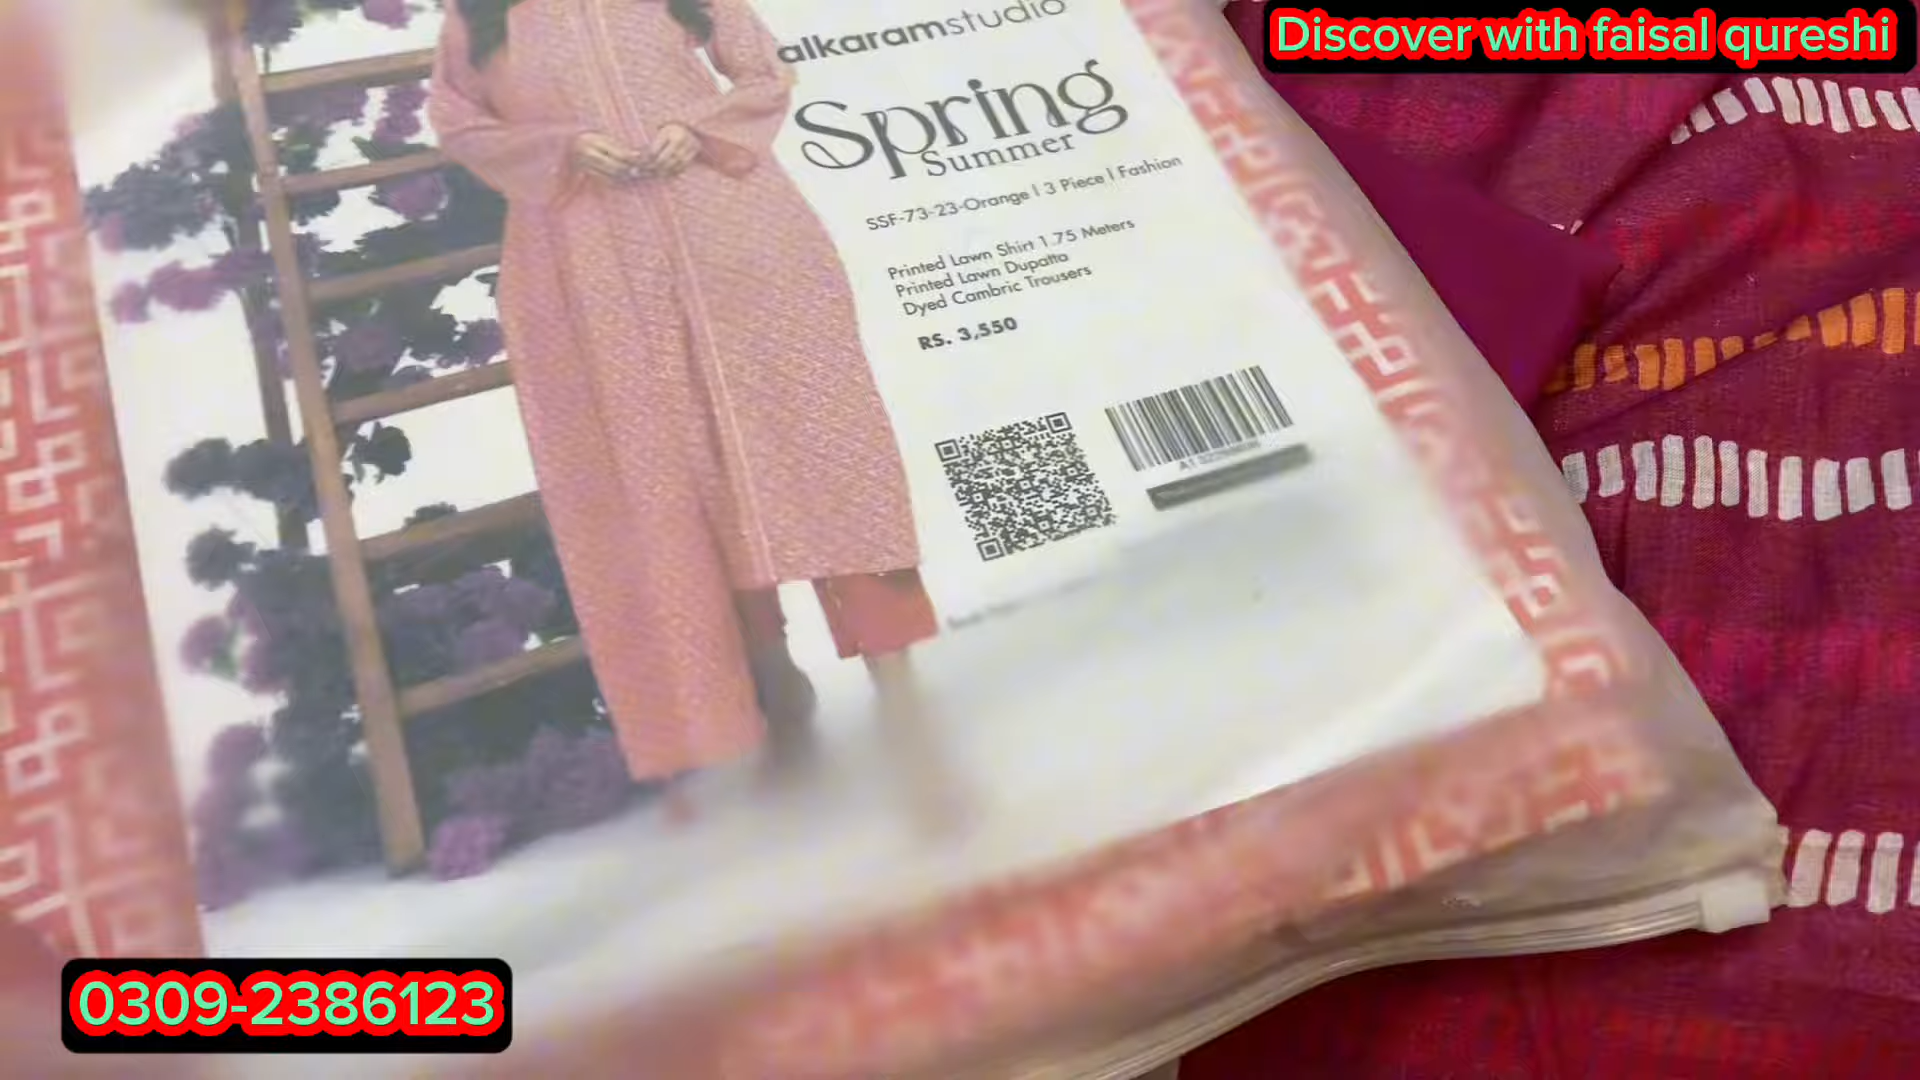 Discover with faisal qureshi
alkaramstudio
Spring
Summer
SSF-73-23-Orange | 3 Piece | Fashion
Printed Lawn Shirt 1.75 Meters
Printed Lawn Dupatta
Dyed Cambric Trousers
RS. 3,550
0309-2386123